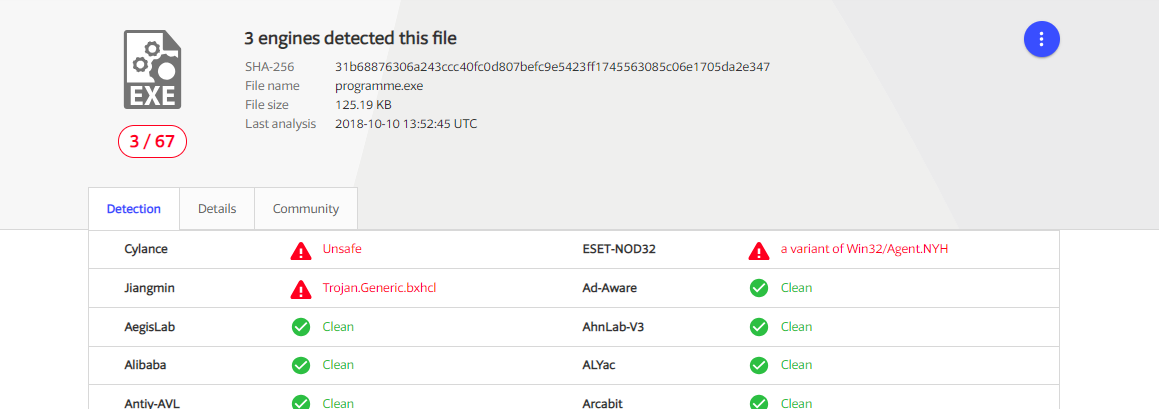 3 engines detected this file
SHA-256 31b68876306a243ccc40fc0d807befc9e5423ff1745563085c06e1705da2e347
File name programme.exe
File size 125.19 KB
Last analysis 2018-10-10 13:52:45 UTC
EXE
3 / 67
Detection Details Community
Cylance Unsafe ESET-NOD32 a variant of Win32/Agent.NYH
Jiangmin Trojan.Generic.bxhcl Ad-Aware Clean
AegisLab Clean AhnLab-V3 Clean
Alibaba Clean ALYac Clean
Antiy-AVL Clean Arcabit Clean